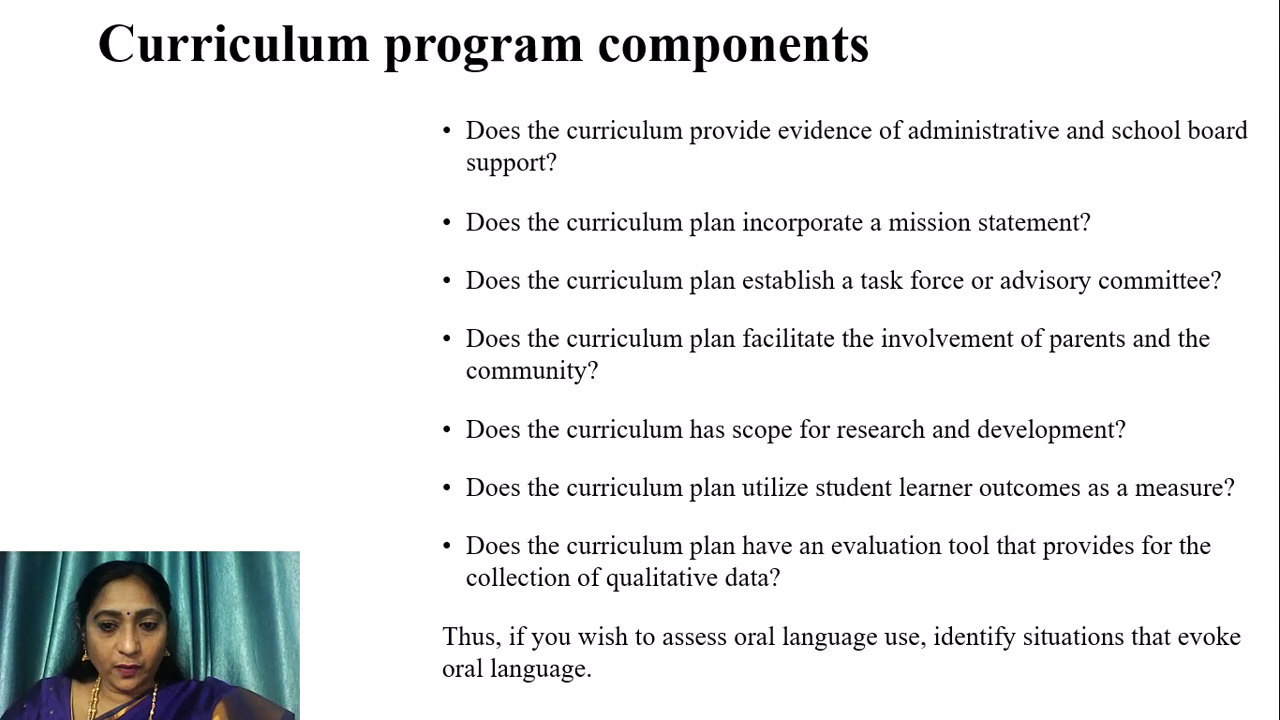 Curriculum program components
• Does the curriculum provide evidence of administrative and school board
support?
• Does the curriculum plan incorporate a mission statement?
• Does the curriculum plan establish a task force or advisory committee?
• Does the curriculum plan facilitate the involvement of parents and the
community?
• Does the curriculum has scope for research and development?
• Does the curriculum plan utilize student learner outcomes as a measure?
• Does the curriculum plan have an evaluation tool that provides for the
collection of qualitative data?
Thus, if you wish to assess oral language use, identify situations that evoke
oral language.